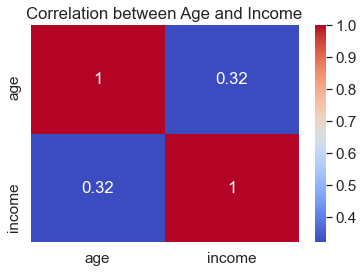 Correlation between Age and Income
age
1
0.32
income
0.32
1
age
income
1.0
0.9
0.8
0.7
0.6
0.5
0.4